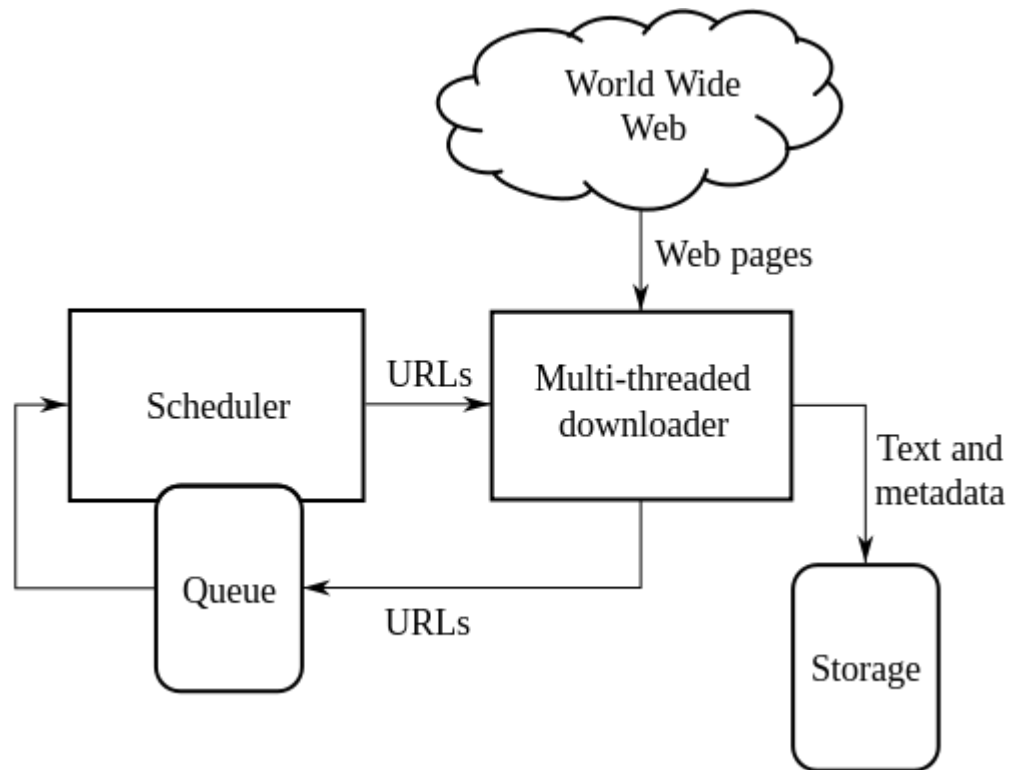 World Wide
Web
Web pages
Scheduler
URLs
Multi-threaded
downloader
Text and
metadata
Queue
URLs
Storage